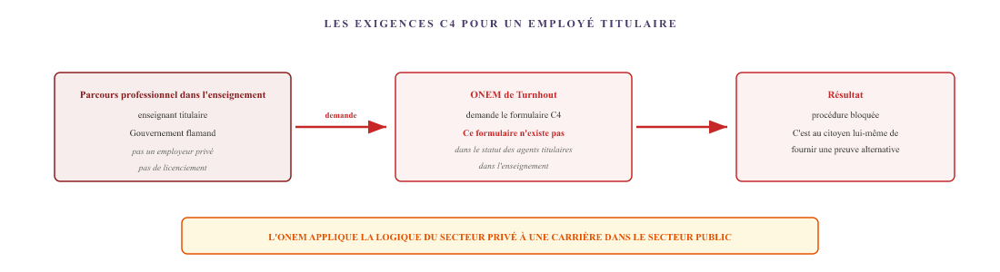 LES EXIGENCES C4 POUR UN EMPLOYÉ TITULAIRE
Parcours professionnel dans l'enseignement
enseignant titulaire
Gouvernement flamand
pas un employeur privé
pas de licenciement
demande
ONEM de Turnhout
demande le formulaire C4
Ce formulaire n'existe pas
dans le statut des agents titulaires
dans l'enseignement
Résultat
procédure bloquée
C'est au citoyen lui-même de
fournir une preuve alternative
L'ONEM APPLIQUE LA LOGIQUE DU SECTEUR PRIVÉ À UNE CARRIÈRE DANS LE SECTEUR PUBLIC